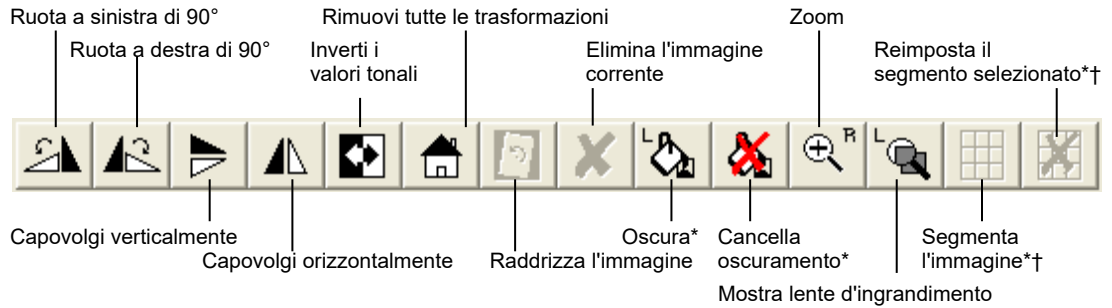 Ruota a sinistra di 90°
Rimuovi tutte le trasformazioni
Zoom
Ruota a destra di 90°
Inverti i
valori tonali
Elimina l'immagine
corrente
Reimposta il
segmento selezionato*†
L
R
L
Capovolgi verticalmente
Capovolgi orizzontalmente
Raddrizza l'immagine
Oscura*
Cancella
oscuramento*
Segmenta
l'immagine*†
Mostra lente d'ingrandimento